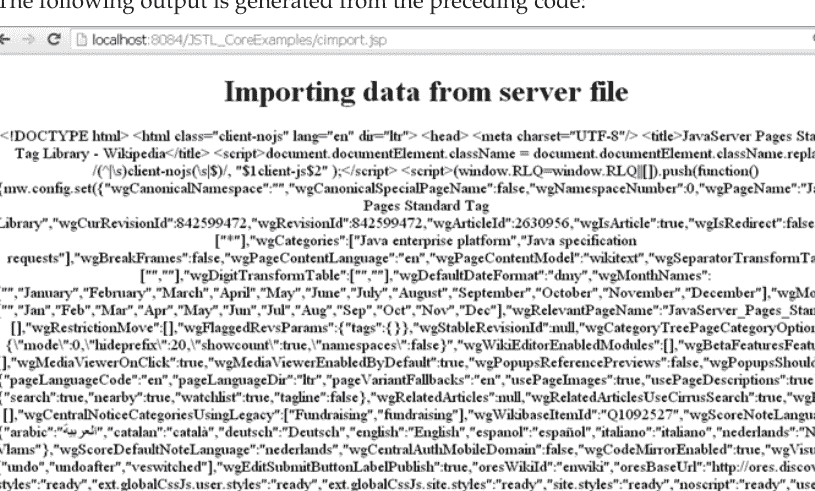 The following output is generated from the preceding code:
localhost:8084/JSTL_CoreExamples/cimport.jsp
Importing data from server file
<!DOCTYPE html> <html class="client-nojs" lang="en" dir="ltr"> <head> <meta charset="UTF-8"/> <title>JavaServer Pages Sta
Tag Library - Wikipedia</title> <script>document.documentElement.className = document.documentElement.className.repla
/(^|\s)client-nojs(\s|$)/, "$1client-js$2" );</script> <script>(window.RLQ=window.RLQ||[]).push(function()
{mw.config.set({"wgCanonicalNamespace":"","wgCanonicalSpecialPageName":false,"wgNamespaceNumber":0,"wgPageName":"Ja
Pages Standard Tag
Library","wgCurRevisionId":842599472,"wgRevisionId":842599472,"wgArticleId":2630956,"wgIsArticle":true,"wgIsRedirect":false
["*"],"wgCategories":["Java enterprise platform","Java specification
requests"],"wgBreakFrames":false,"wgPageContentLanguage":"en","wgPageContentModel":"wikitext","wgSeparatorTransformTa
["",""],"wgDigitTransformTable":["",""],"wgDefaultDateFormat":"dmy","wgMonthNames":
"","January","February","March","April","May","June","July","August","September","October","November","December"],"wgMo
"","Jan","Feb","Mar","Apr","May","Jun","Jul","Aug","Sep","Oct","Nov","Dec"],"wgRelevantPageName":"JavaServer_Pages_Stan
[],"wgRestrictionMove":[],"wgFlaggedRevsParams":{"tags":{}},"wgStableRevisionId":null,"wgCategoryTreePageCategoryOption
{\"mode\":0,\"hideprefix\":20,\"showcount\":true,\"namespaces\":false}","wgWikiEditorEnabledModules":[],"wgBetaFeaturesFeatu
],"wgMediaViewerOnClick":true,"wgMediaViewerEnabledByDefault":true,"wgPopupsReferencePreviews":false,"wgPopupsShould
{"pageLanguageCode":"en","pageLanguageDir":"ltr","pageVariantFallbacks":"en","usePageImages":true,"usePageDescriptions":true
{"search":true,"nearby":true,"watchlist":true,"tagline":false},"wgRelatedArticles":null,"wgRelatedArticlesUseCirrusSearch":true,"wgR
[],"wgCentralNoticeCategoriesUsingLegacy":["Fundraising","fundraising"],"wgWikibaseItemId":"Q1092527","wgScoreNoteLangua
{"arabic":"العربية","catalan":"català","deutsch":"Deutsch","english":"English","espanol":"español","italiano":"italiano","nederlands":"N
Vlams"},"wgScoreDefaultNoteLanguage":"nederlands","wgCentralAuthMobileDomain":false,"wgCodeMirrorEnabled":true,"wgVisu
"undo","undoafter","veswitched"],"wgEditSubmitButtonLabelPublish":true,"oresWikiId":"enwiki","oresBaseUrl":"http://ores.discov
styles":"ready","ext.globalCssJs.user.styles":"ready","ext.globalCssJs.site.styles":"ready","site.styles":"ready","noscript":"ready","use